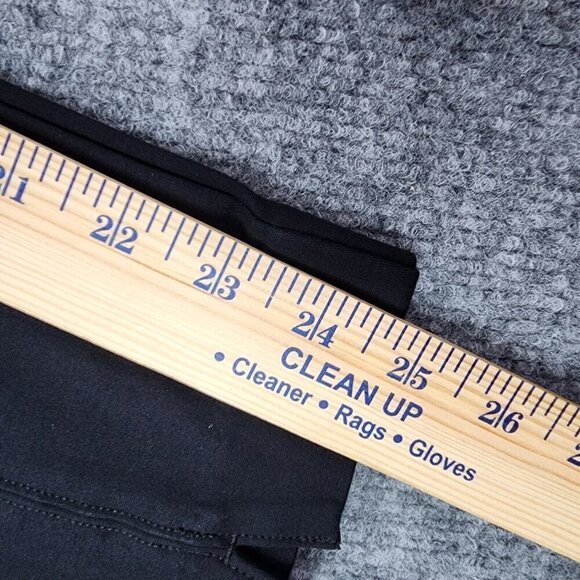 21 22 23 24 25 26
CLEAN UP
• Cleaner • Rags • Gloves